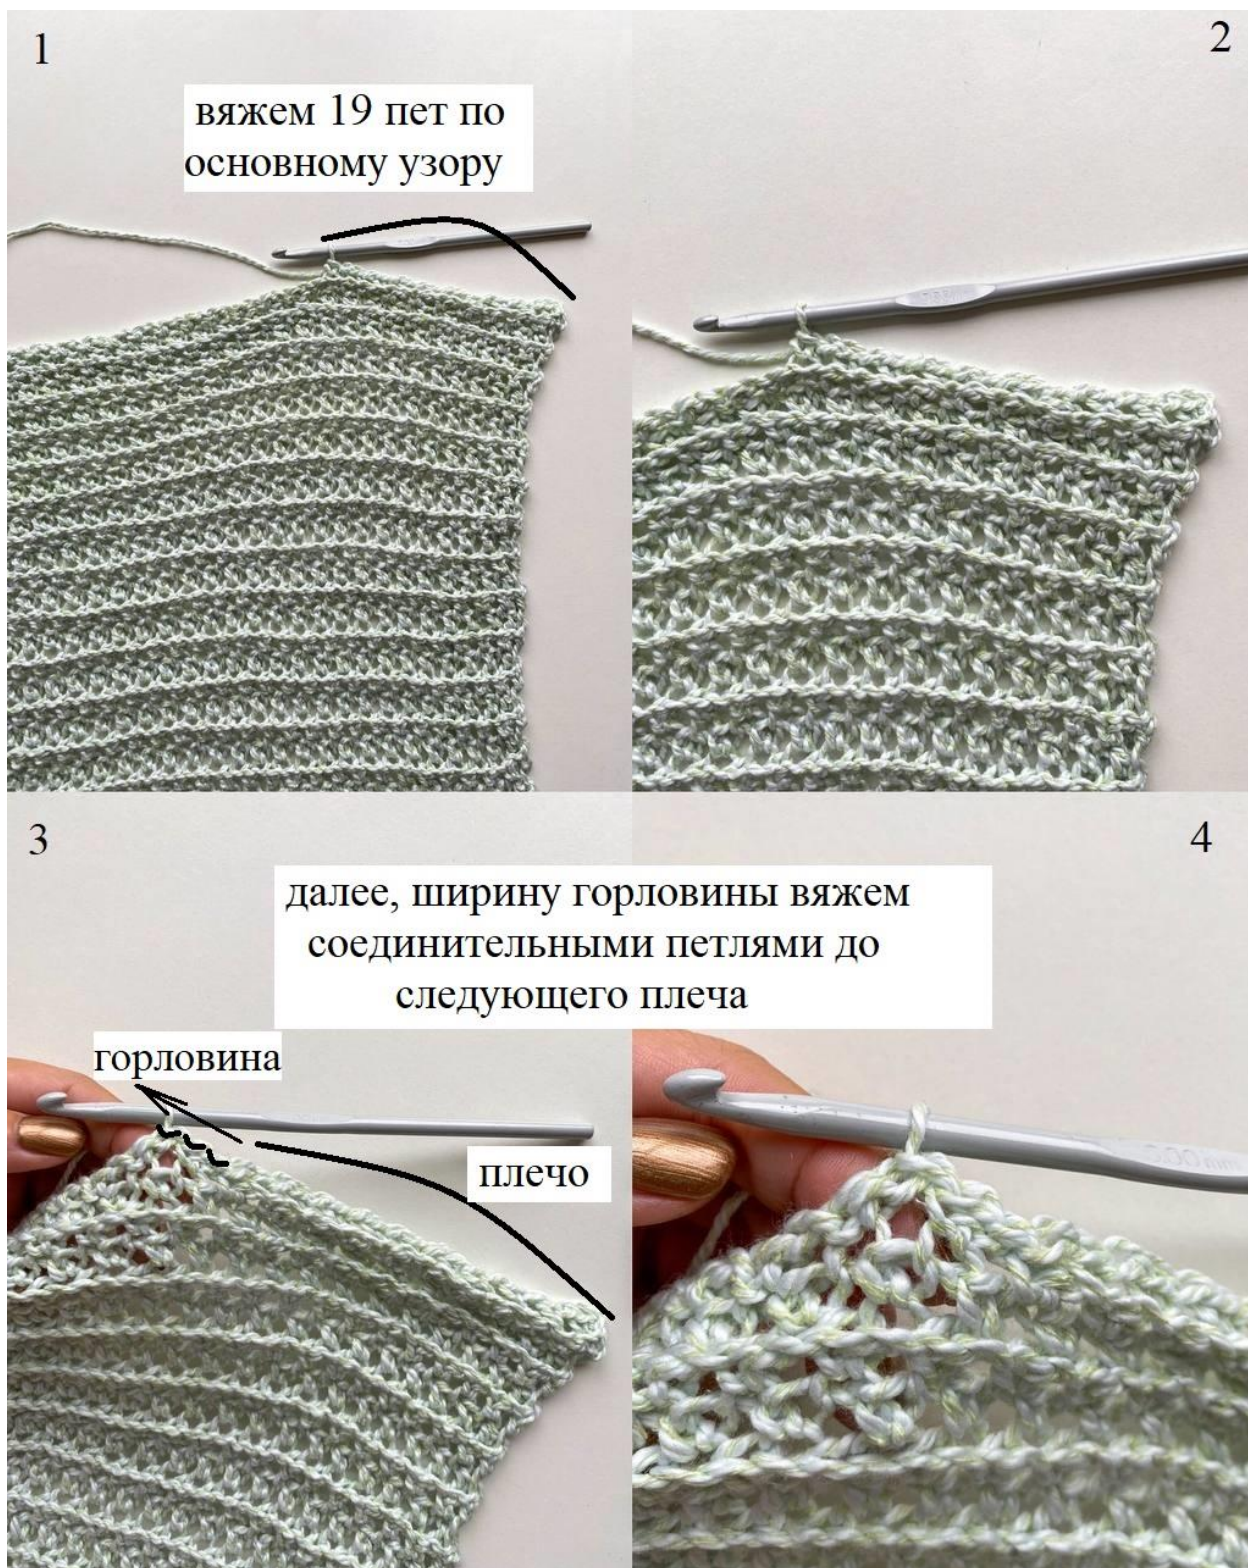 1
2
вяжем 19 пет по
основному узору
3
4
далее, ширину горловины вяжем
соединительными петлями до
следующего плеча
горловина
плечо